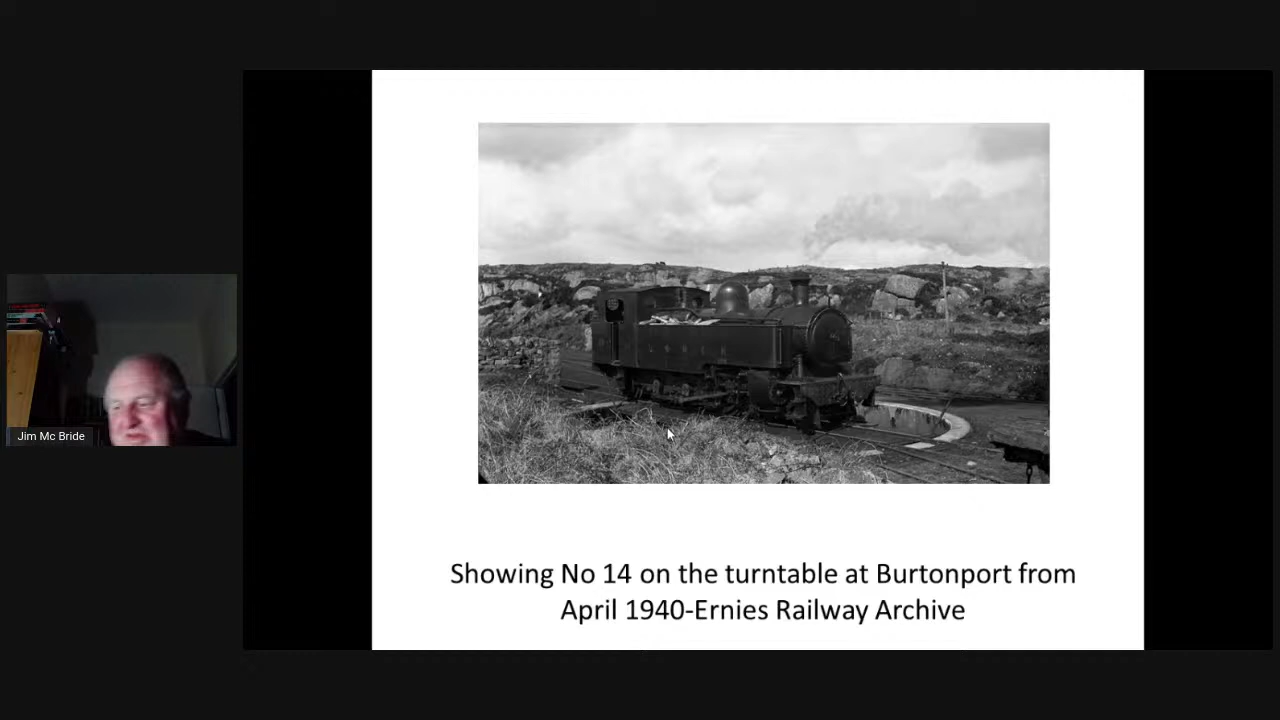 Jim Mc Bride
Showing No 14 on the turntable at Burtonport from
April 1940-Ernies Railway Archive